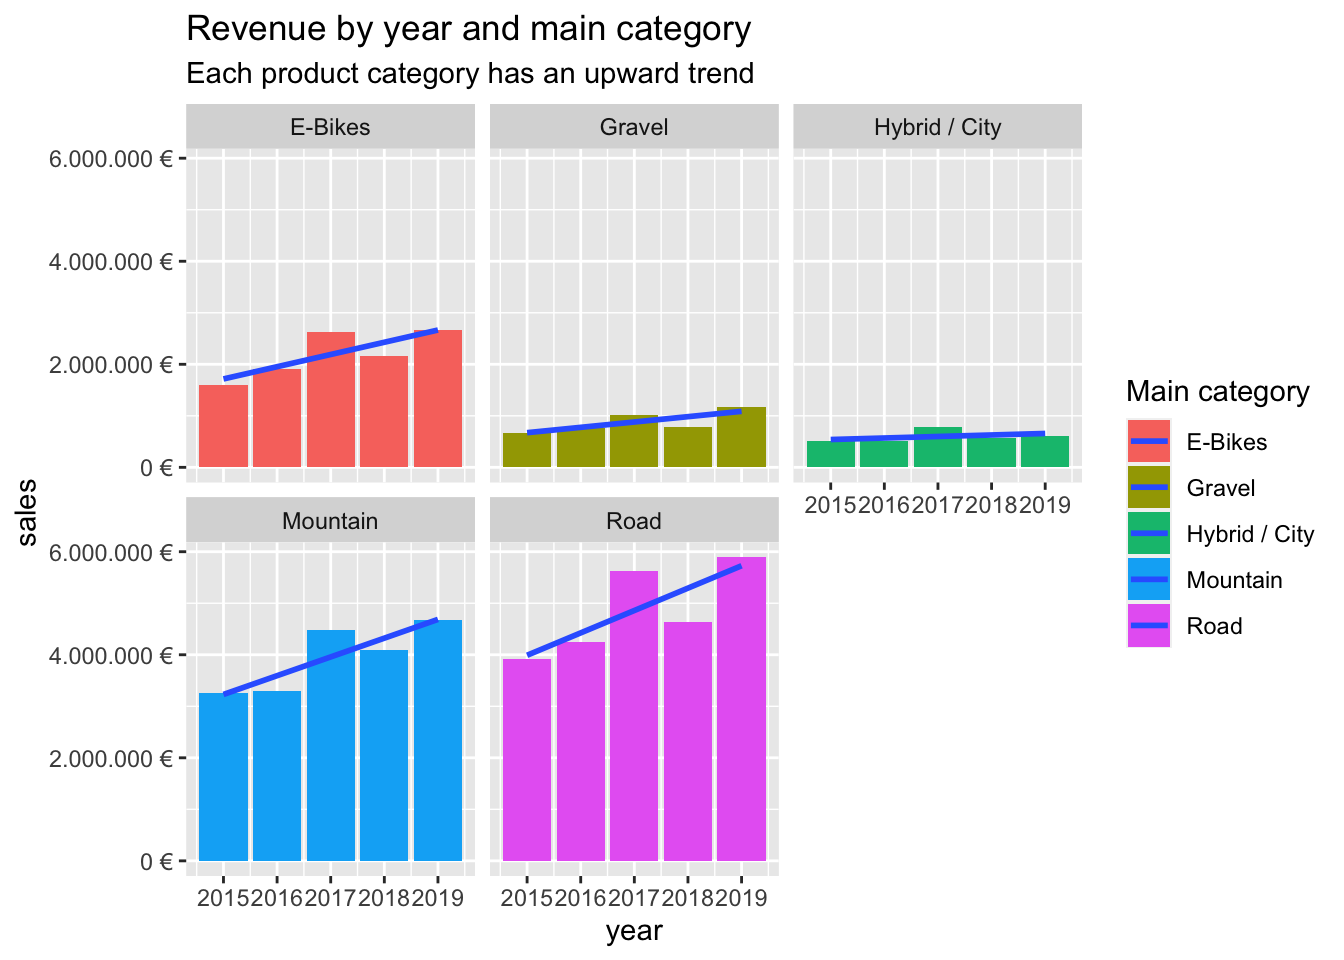 Revenue by year and main category
Each product category has an upward trend
E-Bikes
Gravel
Hybrid / City
6.000.000 €
4.000.000 €
2.000.000 €
0 €
2015 2016 2017 2018 2019
Mountain
Road
6.000.000 €
4.000.000 €
2.000.000 €
0 €
2015 2016 2017 2018 2019
2015 2016 2017 2018 2019
sales
year
Main category
E-Bikes
Gravel
Hybrid / City
Mountain
Road